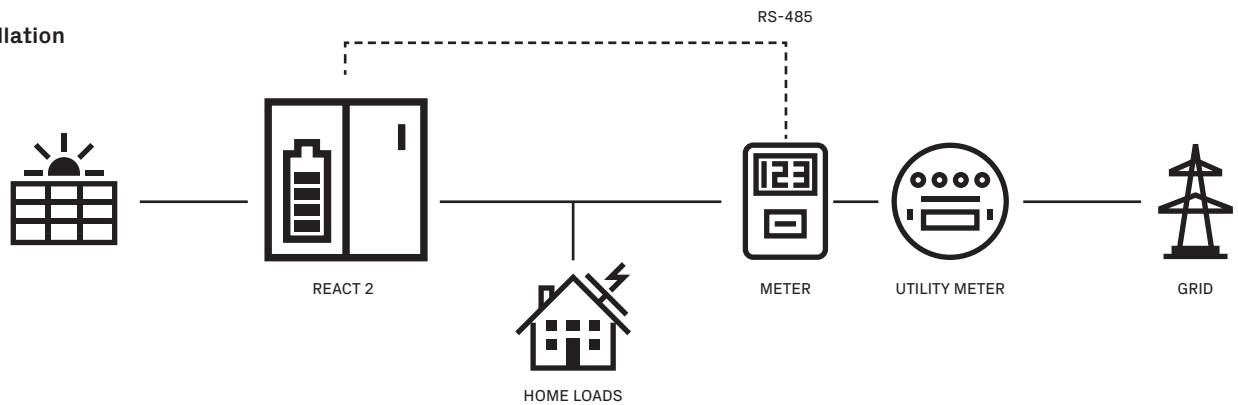 RS-485
llation
123
REACT 2
METER
UTILITY METER
GRID
HOME LOADS